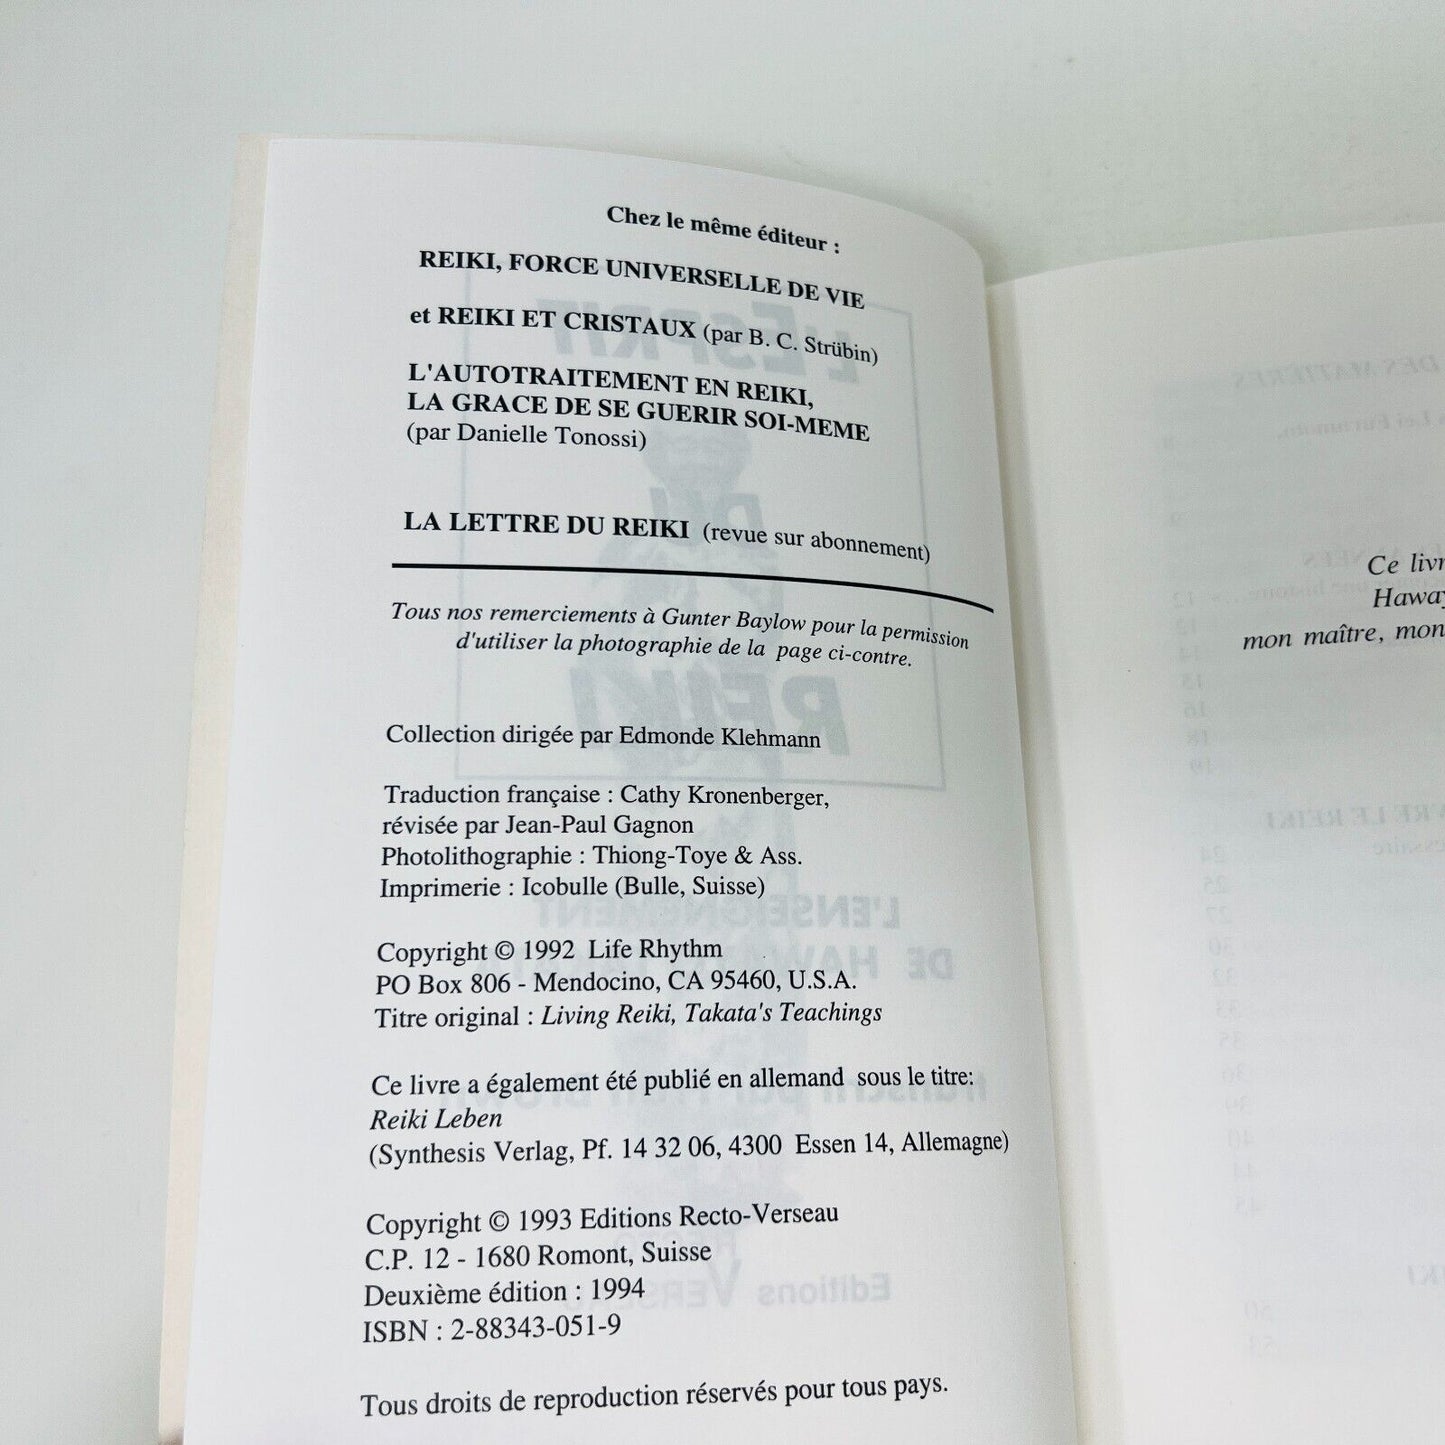 Chez le même éditeur :
REIKI, FORCE UNIVERSELLE DE VIE
et REIKI ET CRISTAUX (par B. C. Strübin)
L'AUTOTRAITEMENT EN REIKI,
LA GRACE DE SE GUERIR SOI-MEME
(par Danielle Tonossi)
LA LETTRE DU REIKI (revue sur abonnement)
Tous nos remerciements à Gunter Baylow pour la permission
d'utiliser la photographie de la page ci-contre.
Collection dirigée par Edmonde Klehmann
Traduction française : Cathy Kronenberger,
révisée par Jean-Paul Gagnon
Photolithographie : Thiong-Toye & Ass.
Imprimerie : Icobulle (Bulle, Suisse)
Copyright © 1992 Life Rhythm
PO Box 806 - Mendocino, CA 95460, U.S.A.
Titre original : Living Reiki, Takata's Teachings
Ce livre a également été publié en allemand sous le titre:
Reiki Leben
(Synthesis Verlag, Pf. 14 32 06, 4300 Essen 14, Allemagne)
Copyright © 1993 Editions Recto-Verseau
C.P. 12 - 1680 Romont, Suisse
Deuxième édition : 1994
ISBN : 2-88343-051-9
Tous droits de reproduction réservés pour tous pays.
Ce livr
Haway
mon maître, mon